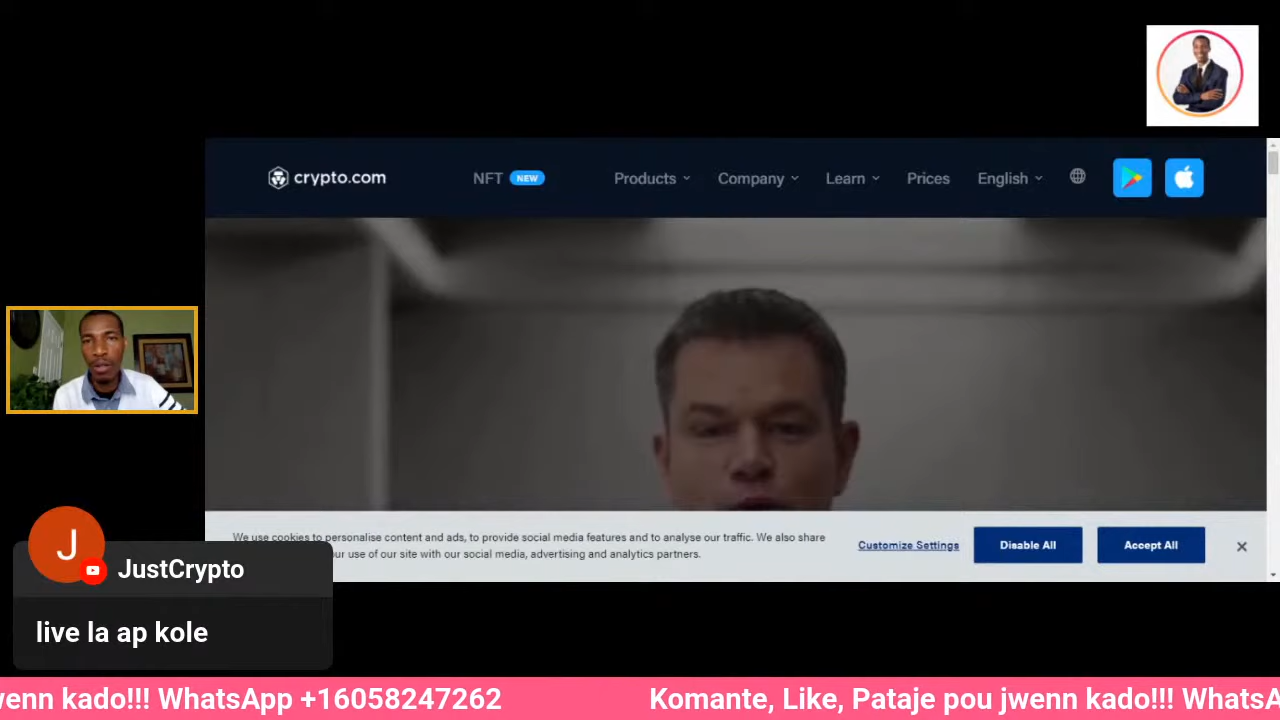 crypto.com
NFT NEW
Products
Company
Learn
Prices
English
We use cookies to personalise content and ads, to provide social media features and to analyse our traffic. We also share
ur use of our site with our social media, advertising and analytics partners.
Customize Settings
Disable All
Accept All
J
JustCrypto
live la ap kole
wenn kado!!! WhatsApp +16058247262
Komante, Like, Pataje pou jwenn kado!!! WhatsA